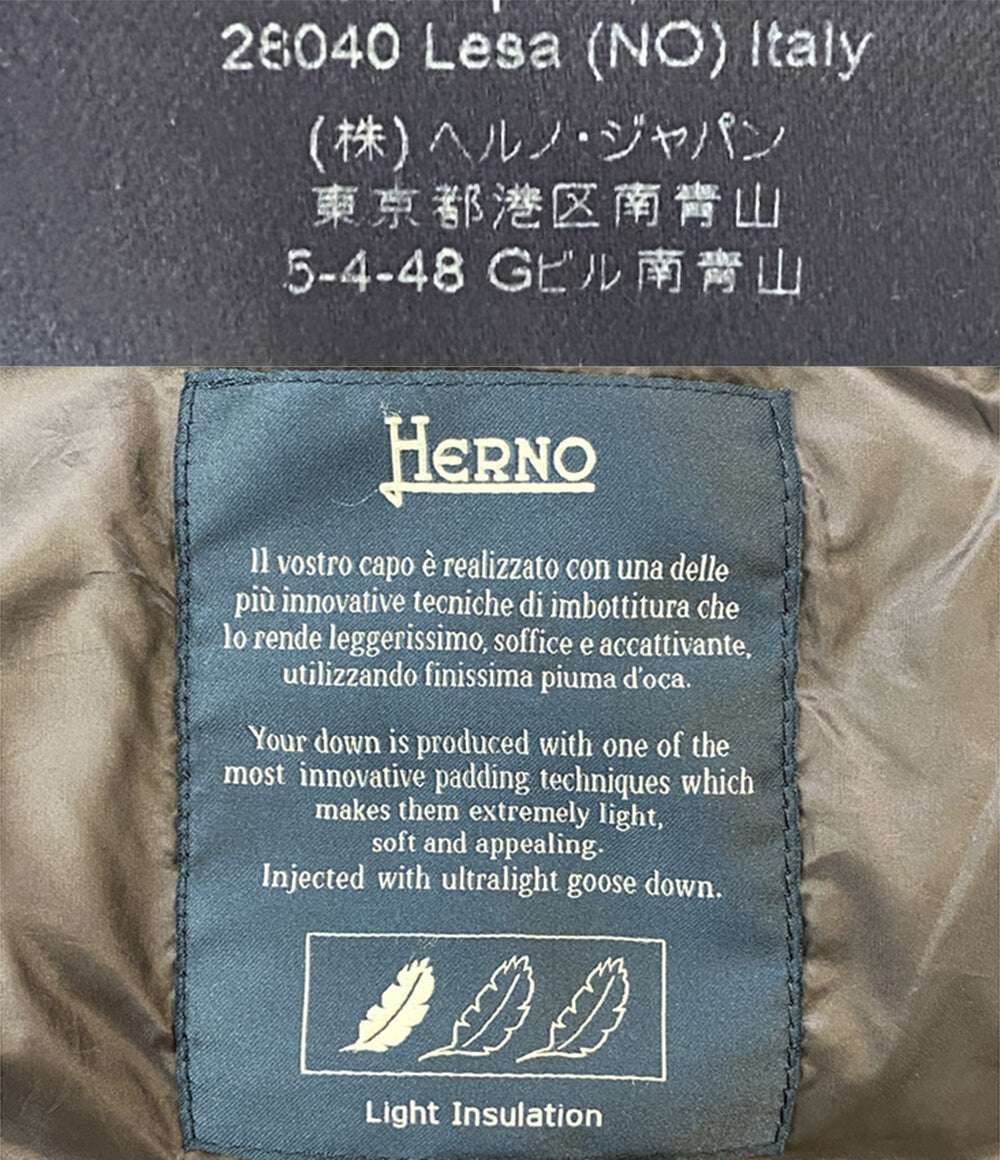 28040 Lesa (NO) Italy
(株)ヘルノ・ジャパン
東京都港区南青山
5-4-48 Gビル南青山
HERNO
Il vostro capo è realizzato con una delle
più innovative tecniche di imbottitura che
lo rende leggerissimo, soffice e accattivante,
utilizzando finissima piuma d'oca.
Your down is produced with one of the
most innovative padding techniques which
makes them extremely light,
soft and appealing.
Injected with ultralight goose down.
Light Insulation